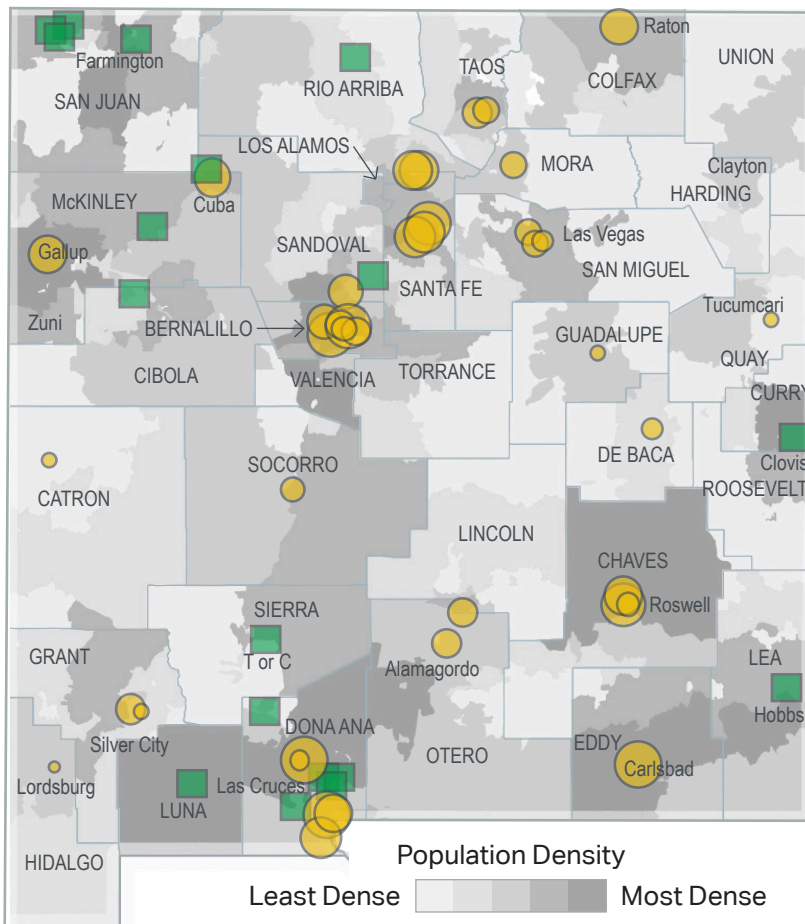 Raton
Farmington
TAOS
UNION
COLFAX
SAN JUAN
RIO ARRIBA
LOS ALAMOS
MORA
Clayton
McKINLEY
HARDING
Cuba
Las Vegas
SANDOVAL
Gallup
SAN MIGUEL
SANTA FE
Tucumcari
Zuni
BERNALILLO
GUADALUPE
QUAY
CIBOLA
VALENCIA
TORRANCE
CURRY
DE BACA
Clovis
SOCORRO
CATRON
ROOSEVELT
LINCOLN
CHAVES
SIERRA
Roswell
GRANT
T or C
LEA
Alamagordo
Hobbs
DONA ANA
Silver City
OTERO
EDDY
Carlsbad
Lordsburg
Las Cruces
LUNA
HIDALGO
Population Density
Least Dense Most Dense